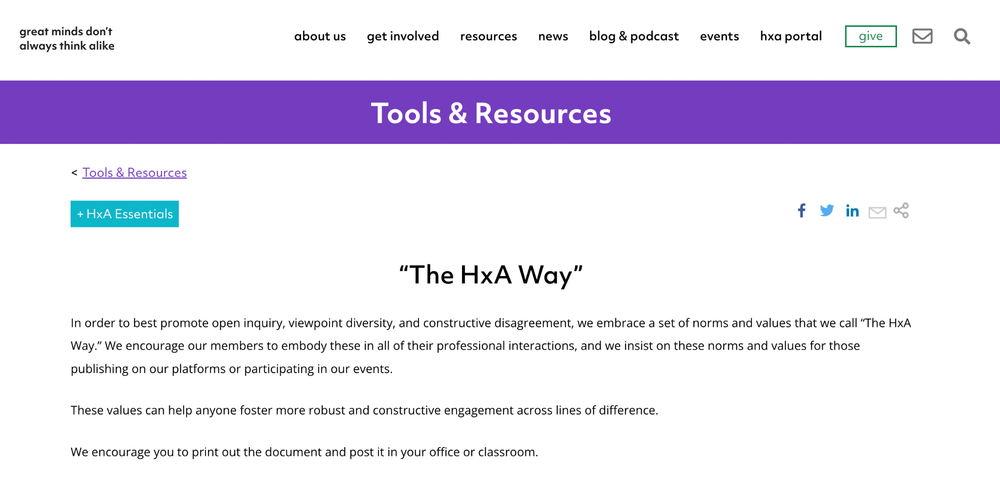 great minds don’t
always think alike
about us get involved resources news blog & podcast events hxa portal give
Tools & Resources
< Tools & Resources
+ HxA Essentials
“The HxA Way”
In order to best promote open inquiry, viewpoint diversity, and constructive disagreement, we embrace a set of norms and values that we call “The HxA
Way.” We encourage our members to embody these in all of their professional interactions, and we insist on these norms and values for those
publishing on our platforms or participating in our events.
These values can help anyone foster more robust and constructive engagement across lines of difference.
We encourage you to print out the document and post it in your office or classroom.